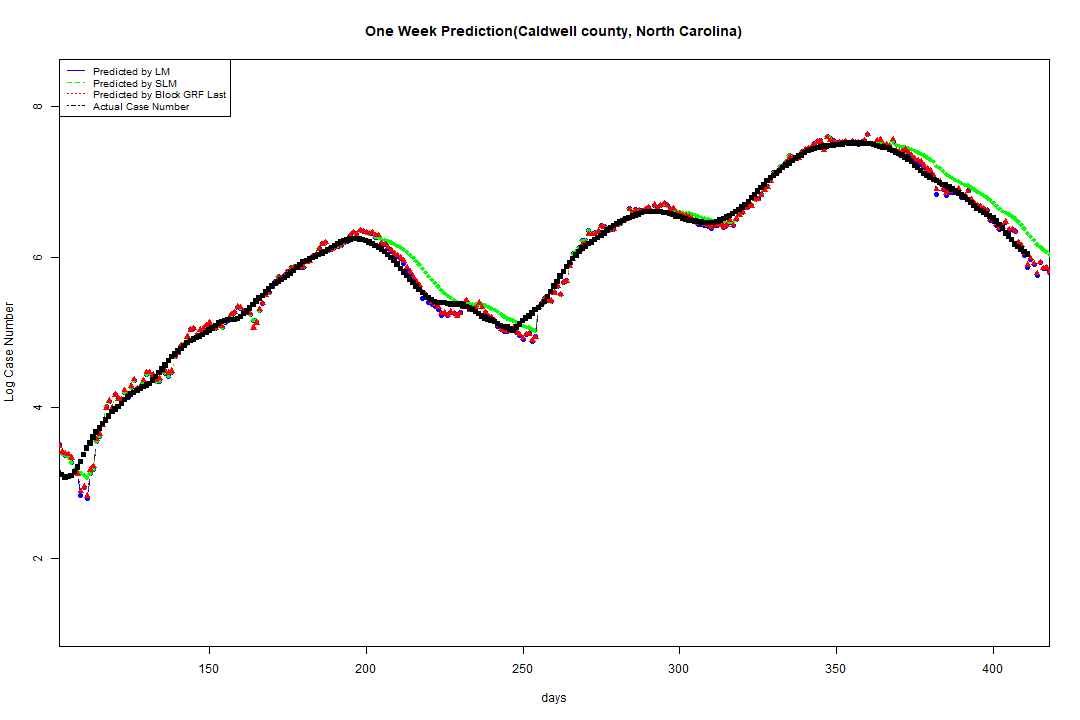 One Week Prediction(Caldwell county, North Carolina)
Predicted by LM
Predicted by SLM
Predicted by Block GRF Last
Actual Case Number
8
6
4
2
Log Case Number
150 200 250 300 350 400
days